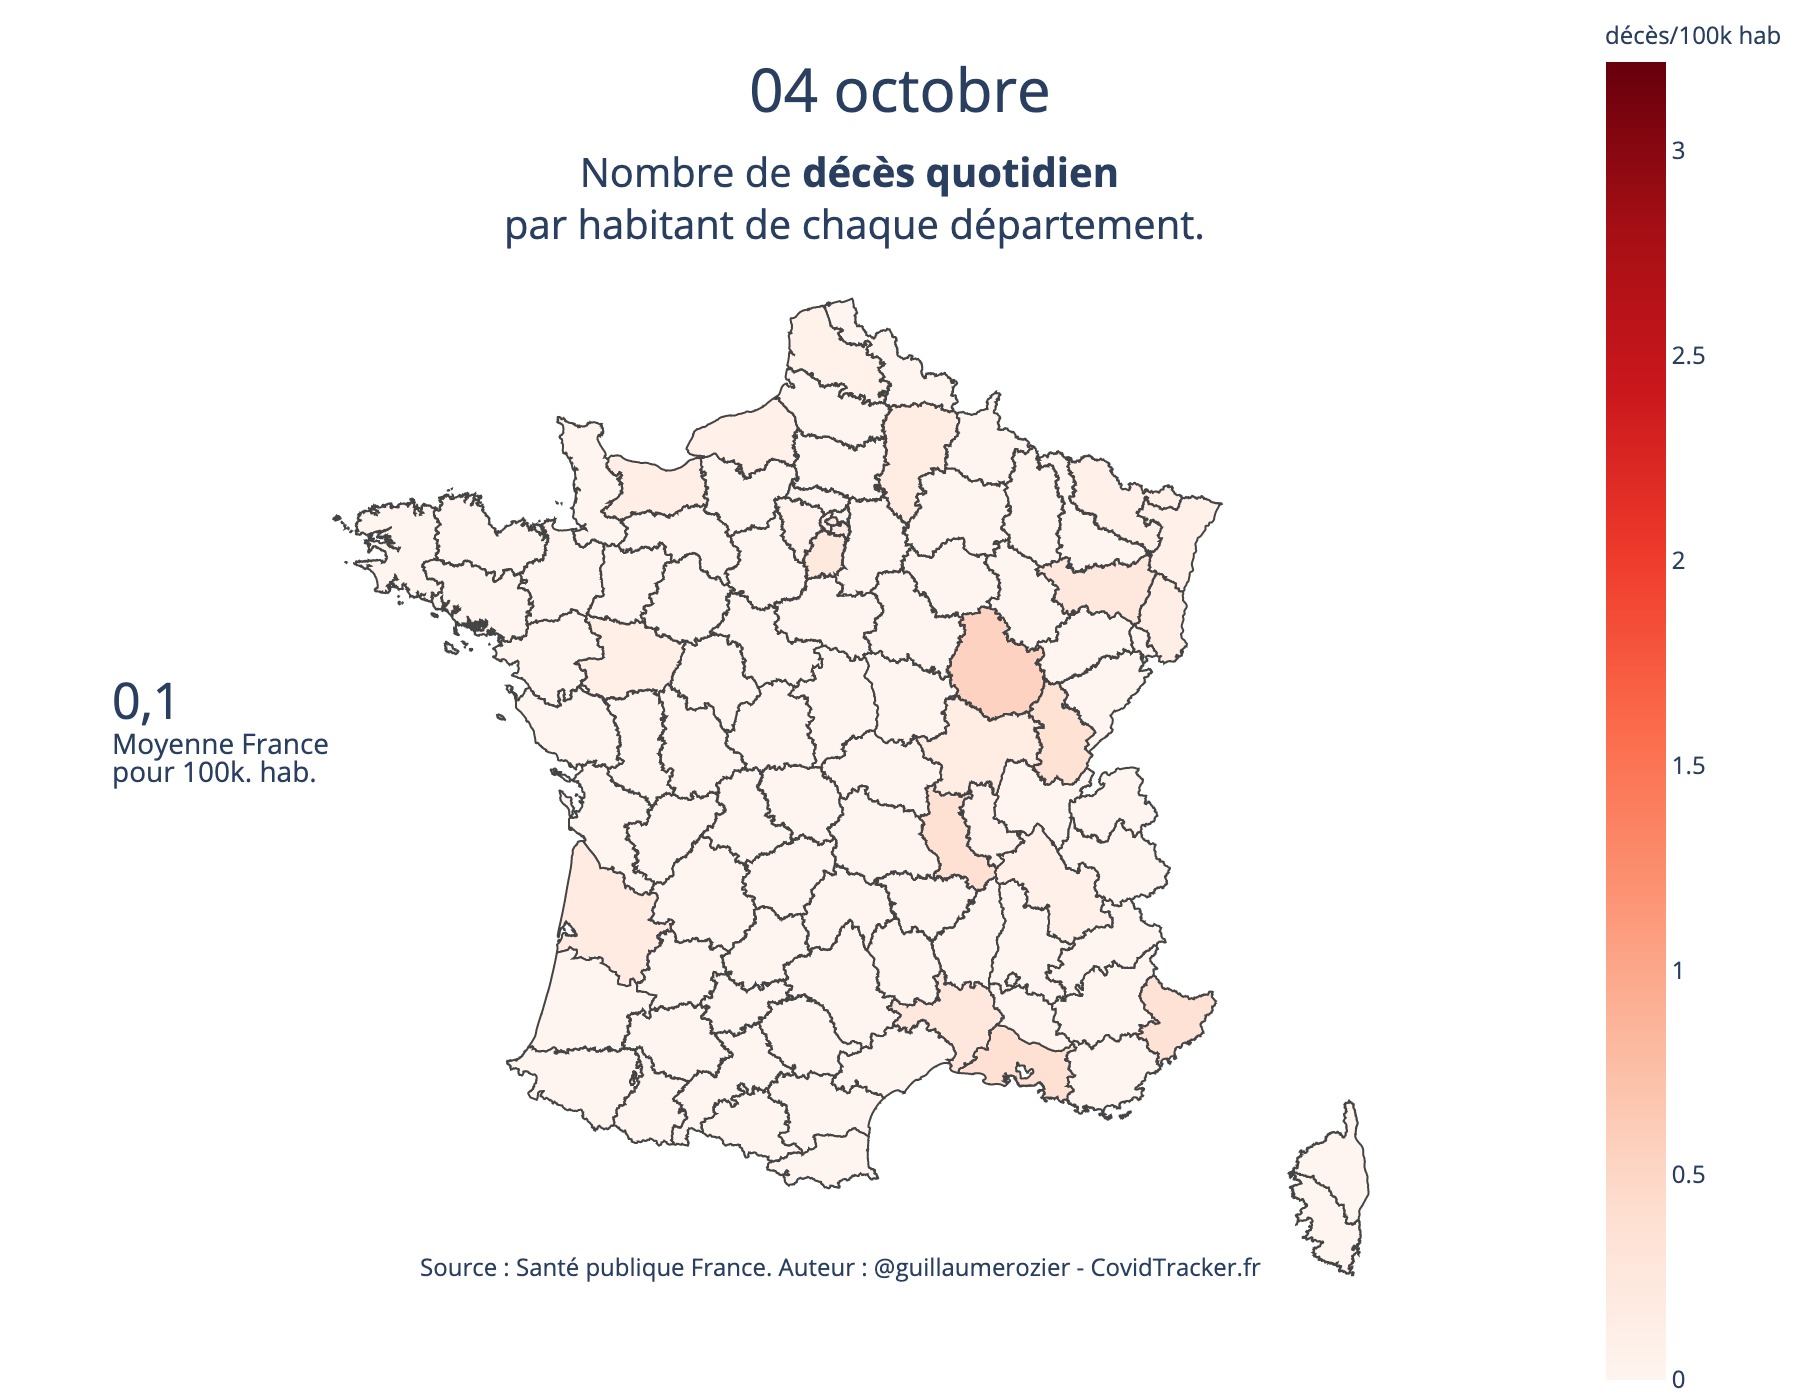 décès/100k hab
04 octobre
Nombre de décès quotidien
par habitant de chaque département.
3
2.5
2
1.5
1
0.5
0
0,1
Moyenne France
pour 100k. hab.
Source : Santé publique France. Auteur : @guillaumerozier - CovidTracker.fr